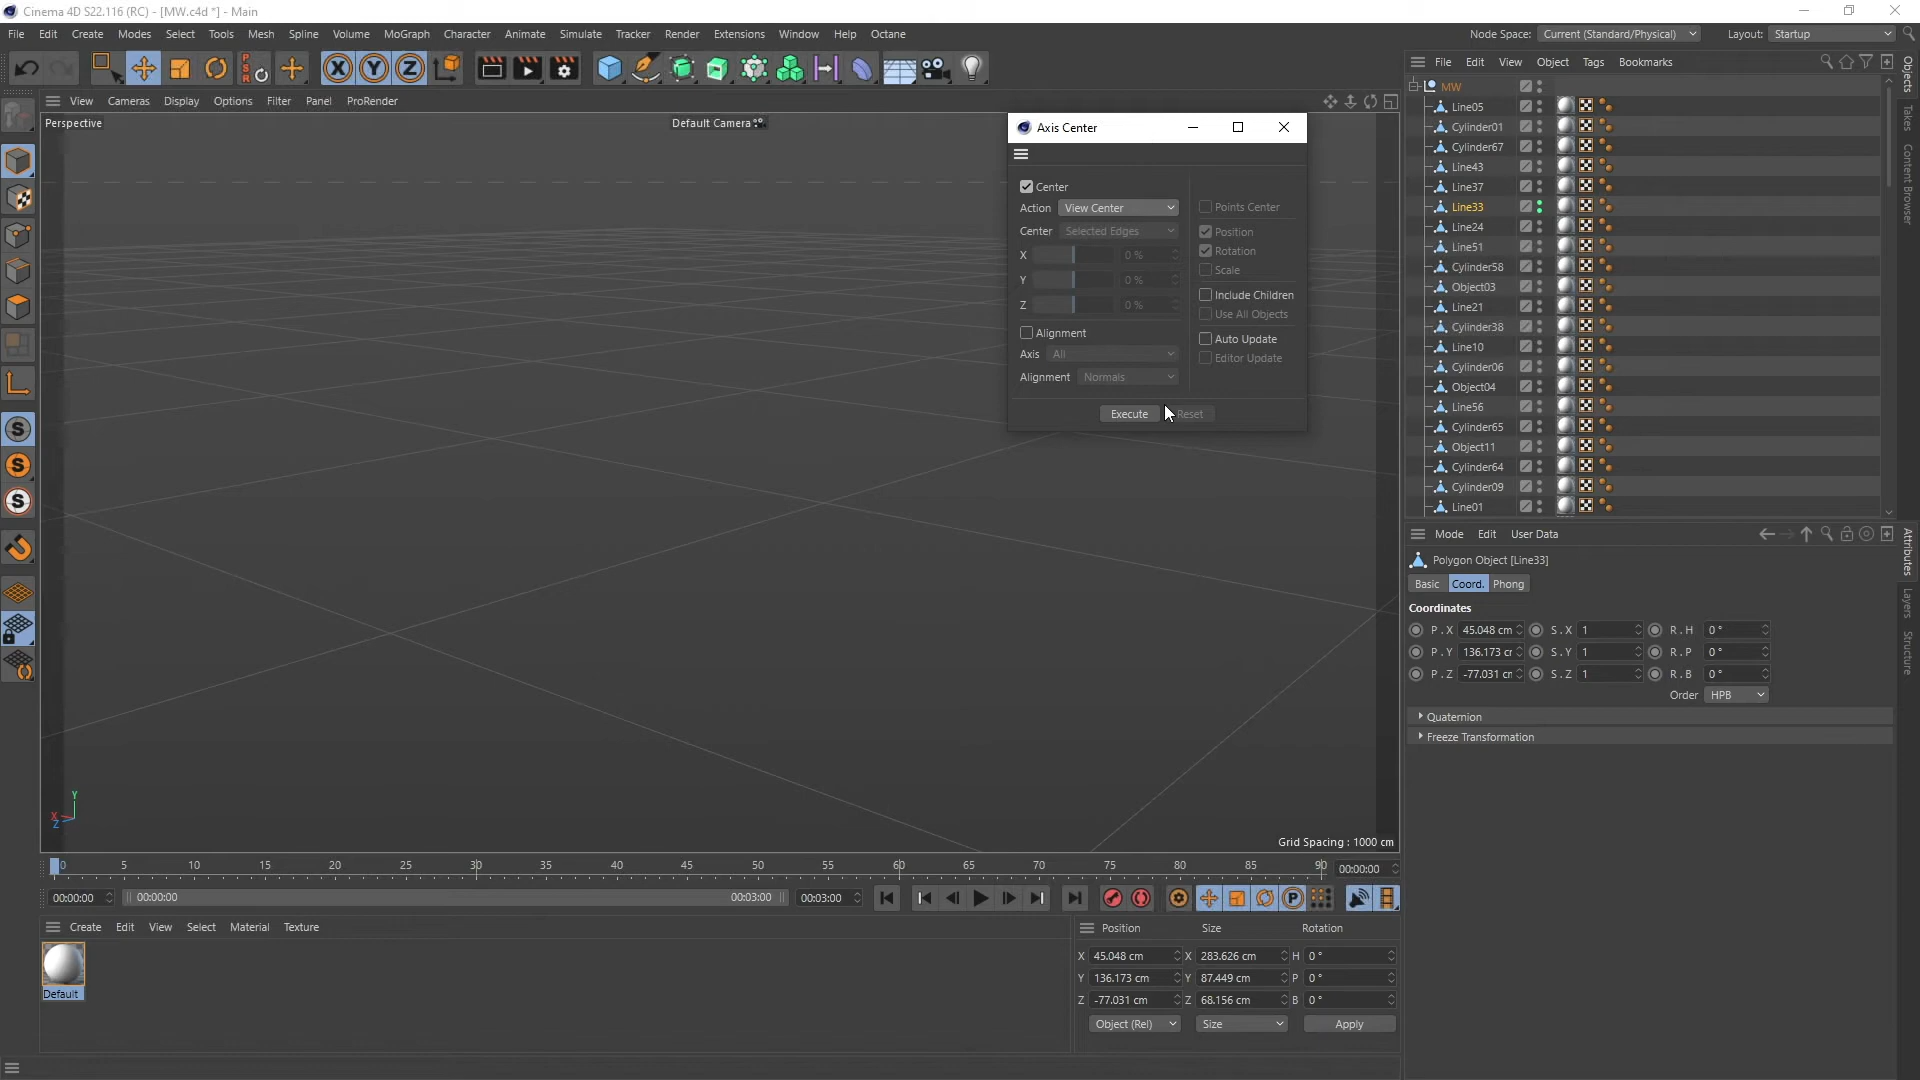 Cinema 4D S22.116 (RC) - [MW.c4d *] - Main
File Edit Create Modes Select Tools Mesh Spline Volume MoGraph Character Animate Simulate Tracker Render Extensions Window Help Octane Node Space: Current (Standard/Physical) Layout: Startup
PSR X Y Z
File Edit View Object Tags Bookmarks
View Cameras Display Options Filter Panel ProRender
Perspective Default Camera
Axis Center
Center
Action View Center Points Center
Center Selected Edges Position
X 0 % Rotation
Scale
Y 0 %
Include Children
Z 0 % Use All Objects
Alignment Auto Update
Axis All Editor Update
Alignment Normals
Execute Reset
MW
Line05
Cylinder01
Cylinder67
Line43
Line37
Line33
Line24
Line51
Cylinder58
Object03
Line21
Cylinder38
Line10
Cylinder06
Object04
Line56
Cylinder65
Object11
Cylinder64
Cylinder09
Line01
Objects
Takes
Content Browser
S
S
S
Mode Edit User Data
Polygon Object [Line33]
Basic Coord. Phong
Coordinates
P . X 45.048 cm S . X 1 R . H 0 °
P . Y 136.173 cr S . Y 1 R . P 0 °
P . Z -77.031 cr S . Z 1 R . B 0 °
Order HPB
Quaternion
Freeze Transformation
Attributes
Layers
Structure
Y
X
Z
Grid Spacing : 1000 cm
0 5 10 15 20 25 30 35 40 45 50 55 60 65 70 75 80 85 90 00:00:00
00:00:00 00:00:00 00:03:00 00:03:00 P
Create Edit View Select Material Texture
Default
Position Size Rotation
X 45.048 cm X 283.626 cm H 0 °
Y 136.173 cm Y 87.449 cm P 0 °
Z -77.031 cm Z 68.156 cm B 0 °
Object (Rel) Size Apply